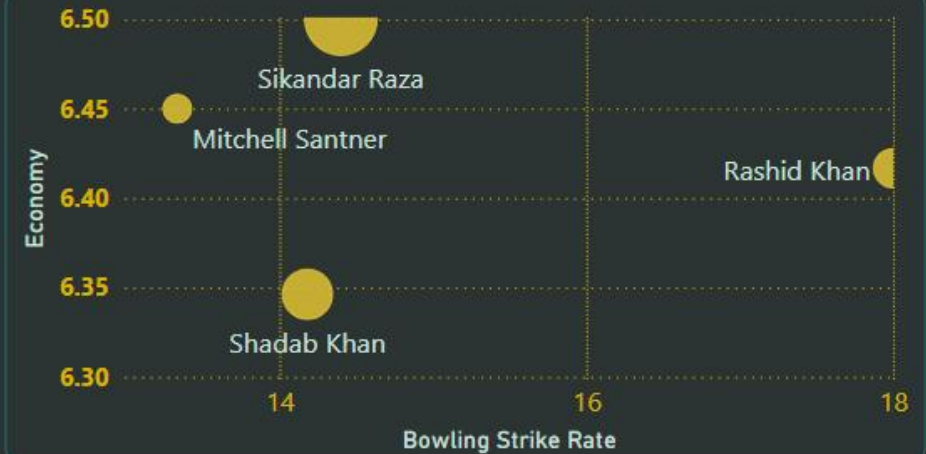 6.50
Sikandar Raza
6.45
Mitchell Santner
Rashid Khan
6.40
Economy
6.35
Shadab Khan
6.30
14 16 18
Bowling Strike Rate